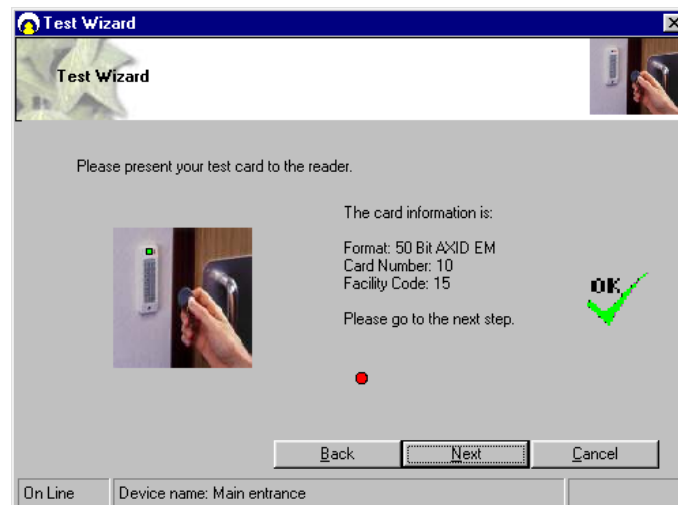 Test Wizard
Test Wizard
Please present your test card to the reader.
The card information is:
Format: 50 Bit AXID EM
Card Number: 10
Facility Code: 15
OK
Please go to the next step.
Back Next Cancel
On Line Device name: Main entrance